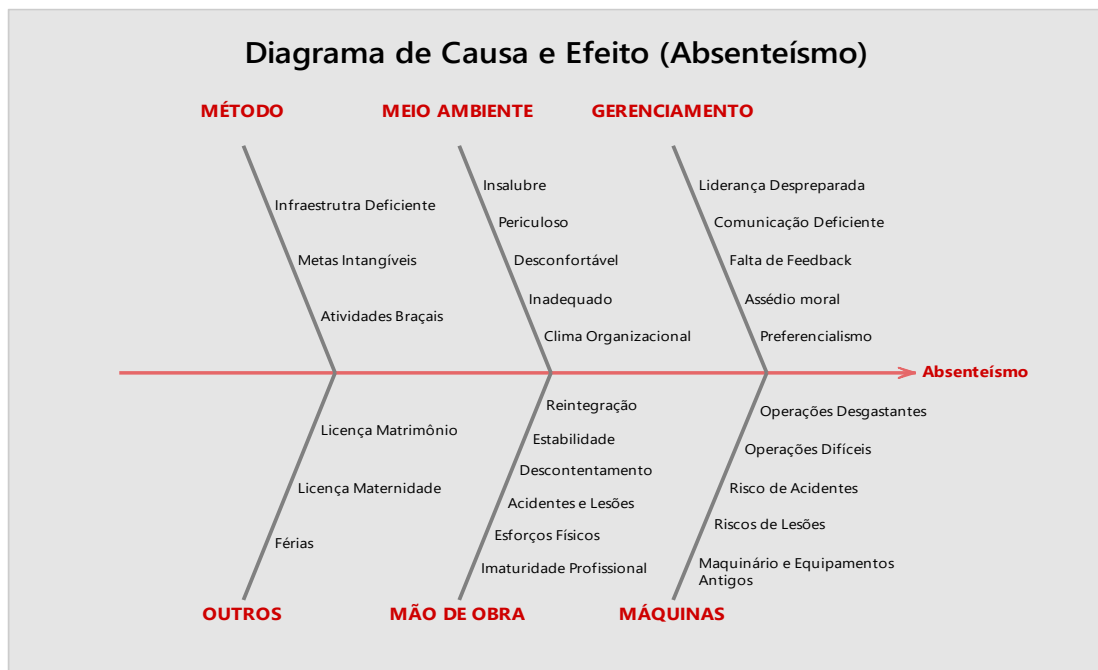 Diagrama de Causa e Efeito (Absenteísmo)
MÉTODO
MEIO AMBIENTE
GERENCIAMENTO
Infraestrutra Deficiente
Metas Intangíveis
Atividades Braçais
Insalubre
Periculoso
Desconfortável
Inadequado
Clima Organizacional
Liderança Despreparada
Comunicação Deficiente
Falta de Feedback
Assédio moral
Preferencialismo
Absenteísmo
Licença Matrimônio
Licença Maternidade
Férias
Reintegração
Estabilidade
Descontentamento
Acidentes e Lesões
Esforços Físicos
Imaturidade Profissional
Operações Desgastantes
Operações Difíceis
Risco de Acidentes
Riscos de Lesões
Maquinário e Equipamentos
Antigos
OUTROS
MÃO DE OBRA
MÁQUINAS